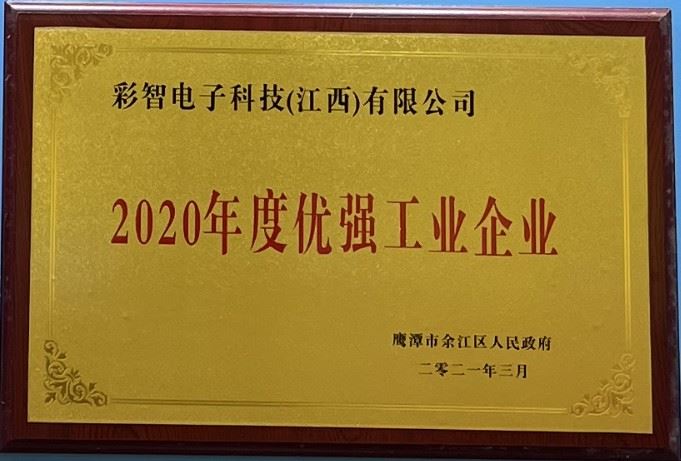 彩智电子科技(江西)有限公司
2020年度优强工业企业
鹰潭市余江区人民政府
二零二一年三月